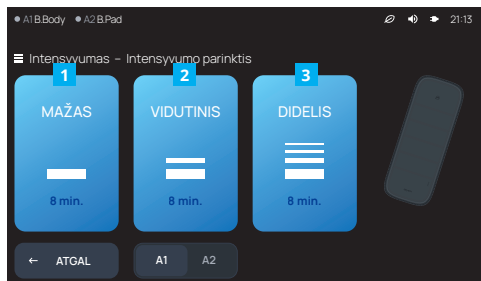 A1 B.Body A2 B.Pad 21:13
Intensyvumas – Intensyvumo parinktis
1 2 3
MAŽAS VIDUTINIS DIDELIS
8 min. 8 min. 8 min.
← ATGAL A1 A2